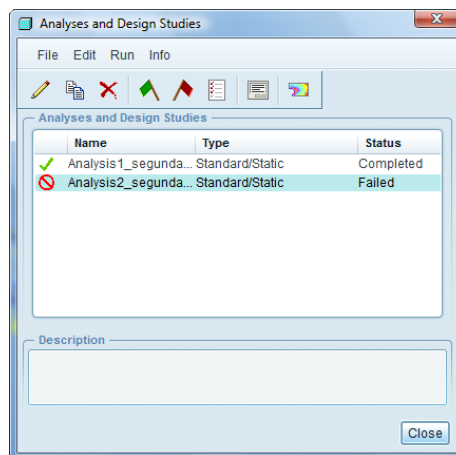 Analyses and Design Studies
File Edit Run Info
Analyses and Design Studies
Name Type Status
Analysis1_segunda... Standard/Static Completed
Analysis2_segunda... Standard/Static Failed
Description
Close